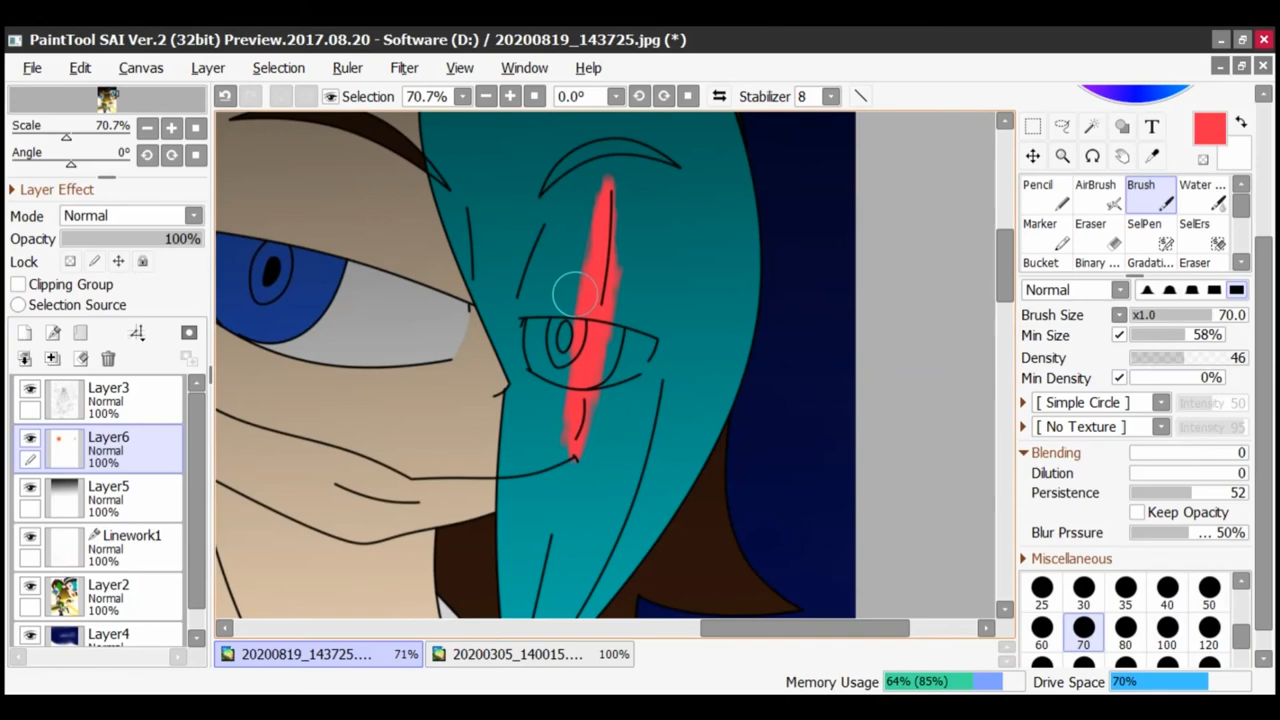 PaintTool SAI Ver.2 (32bit) Preview.2017.08.20 - Software (D:) / 20200819_143725.jpg (*)
File Edit Canvas Layer Selection Ruler Filter View Window Help
Selection 70.7% 0.0° Stabilizer 8
Scale 70.7%
Angle 0°
Layer Effect
Mode Normal
Opacity 100%
Lock
Clipping Group
Selection Source
Layer3
Normal
100%
Layer6
Normal
100%
Layer5
Normal
100%
Linework1
Normal
100%
Layer2
Normal
100%
Layer4
Normal
20200819_143725.... 71% 20200305_140015.... 100%
Memory Usage 64% (85%) Drive Space 70%
T
Pencil AirBrush Brush Water ...
Marker Eraser SelPen SelErs
Bucket Binary ... Gradati... Eraser
Normal
Brush Size x1.0 70.0
Min Size 58%
Density 46
Min Density 0%
[ Simple Circle ] Intensity 50
[ No Texture ] Intensity 95
Blending 0
Dilution 0
Persistence 52
Keep Opacity
Blur Prssure ... 50%
Miscellaneous
25 30 35 40 50
60 70 80 100 120